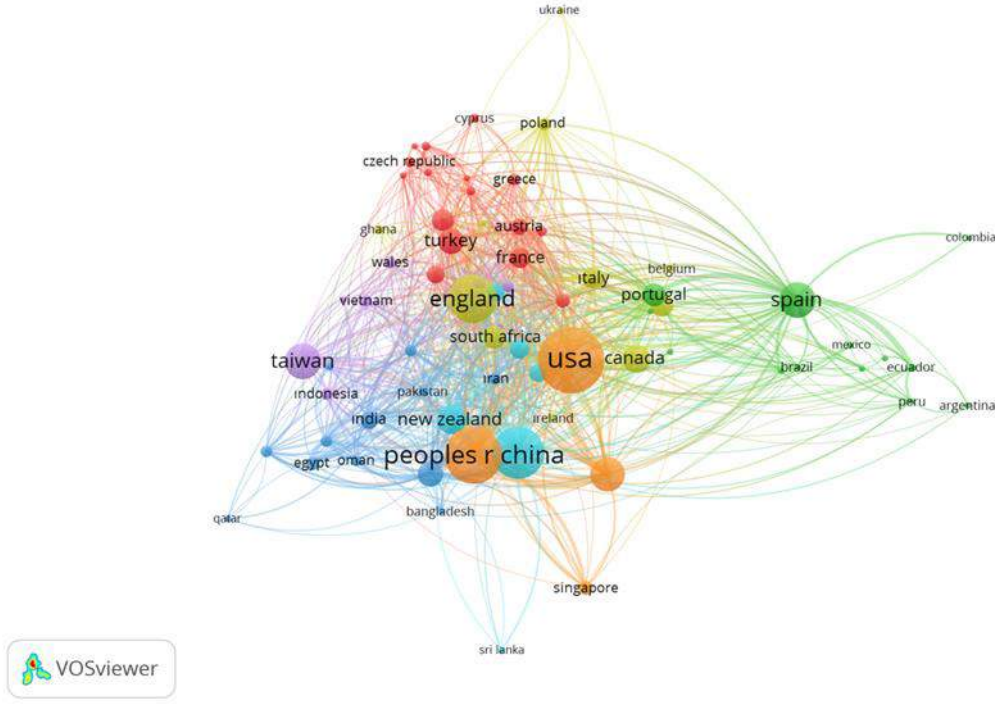 ukraine
cyprus
poland
czech republic
greece
ghana
austria
turkey
wales
france
colombia
belgium
italy
vietnam
england
portugal
spain
south africa
mexico
taiwan
usa
canada
brazil
ecuador
iran
indonesia
pakistan
peru
argentina
india
new zealand
ireland
peoples r china
egypt
oman
bangladesh
qatar
singapore
sri lanka
VOSviewer